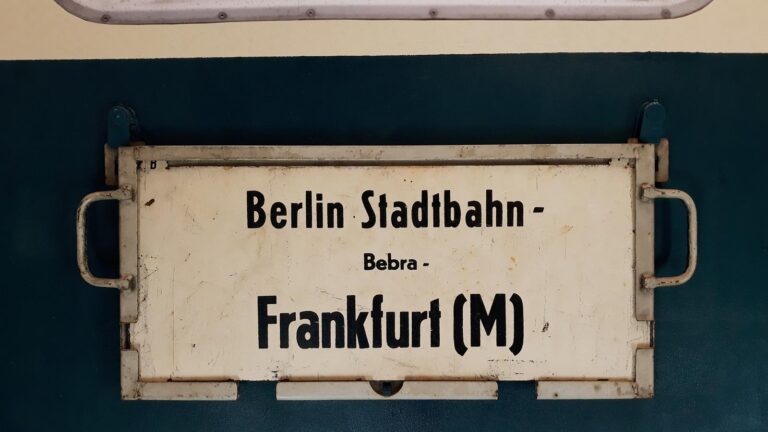 B
Berlin Stadtbahn -
Bebra -
Frankfurt (M)